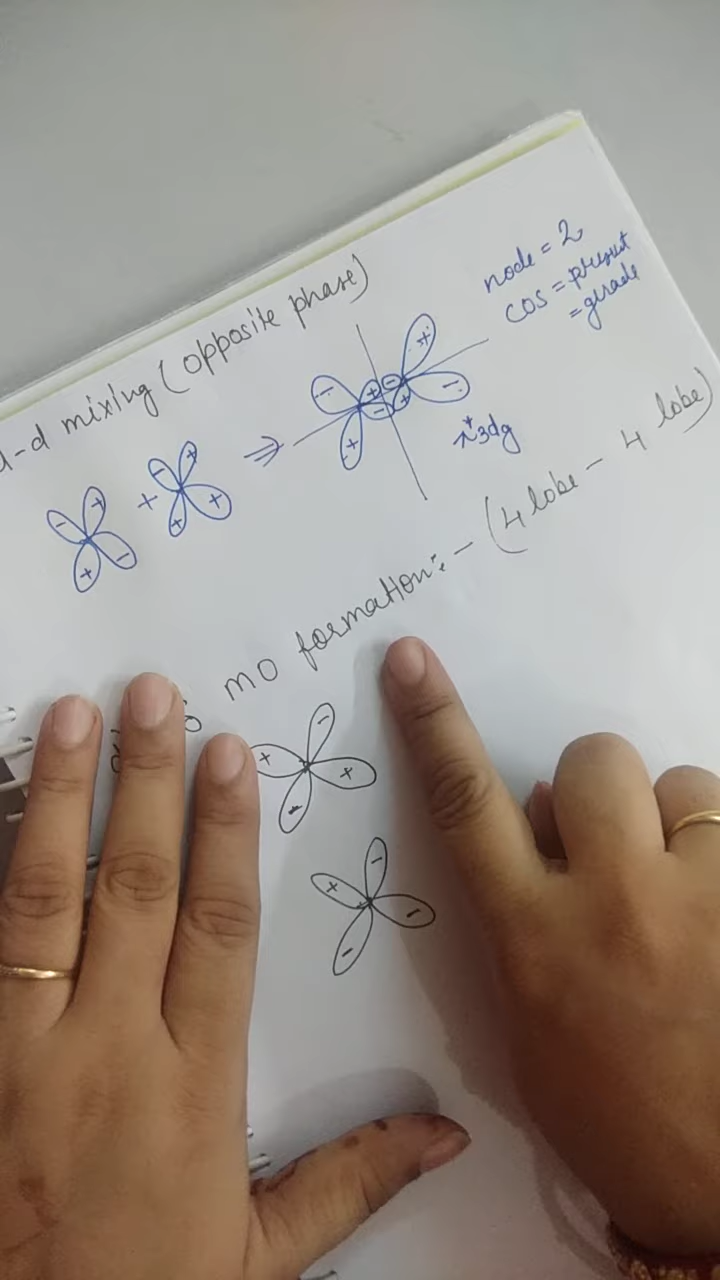 d-d mixing (opposite phase)
node = 2
COS = present
= gerade
+ ⇒
π*3dg
MO formation:- (4 lobe - 4 lobe)